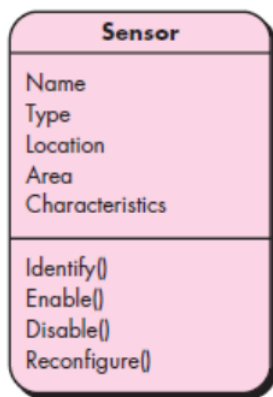 Sensor
Name
Type
Location
Area
Characteristics
Identify()
Enable()
Disable()
Reconfigure()